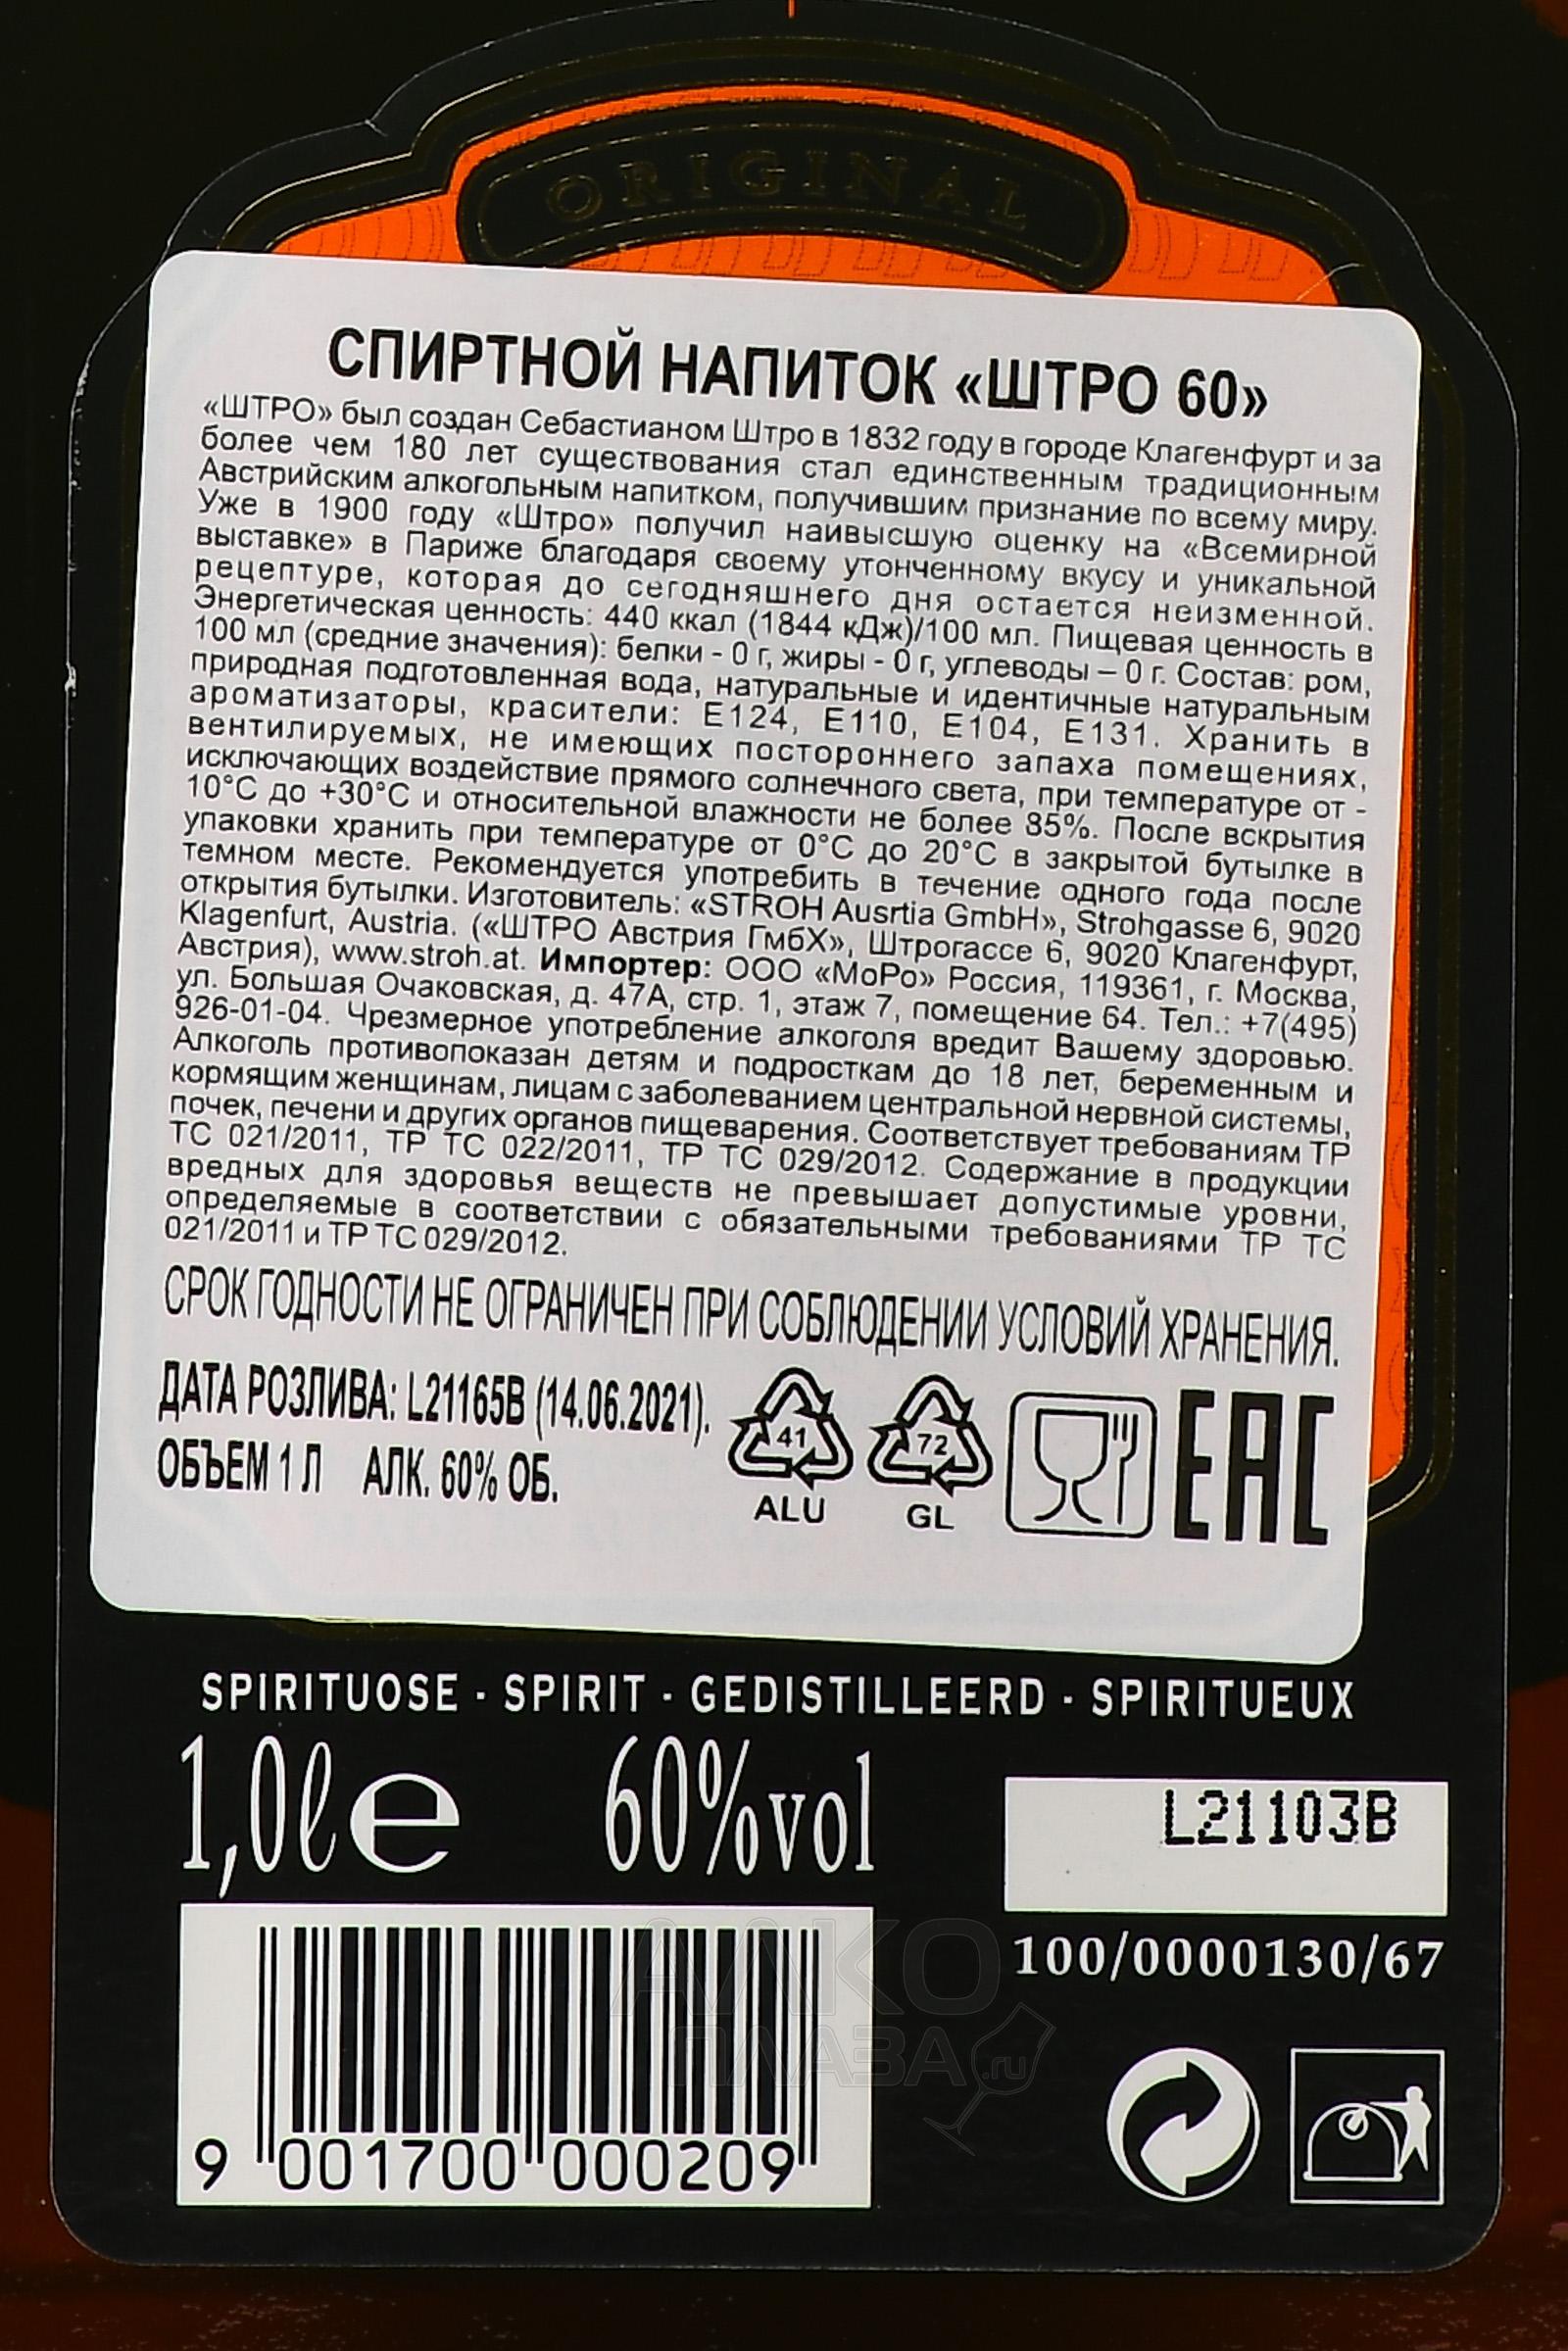 ORIGINAL
СПИРТНОЙ НАПИТОК «ШТРО 60»
«ШТРО» был создан Себастианом Штро в 1832 году в городе Клагенфурт и за
более чем 180 лет существования стал единственным традиционным
Австрийским алкогольным напитком, получившим признание по всему миру.
Уже в 1900 году «Штро» получил наивысшую оценку на «Всемирной
выставке» в Париже благодаря своему утонченному вкусу и уникальной
рецептуре, которая до сегодняшнего дня остается неизменной.
Энергетическая ценность: 440 ккал (1844 кДж)/100 мл. Пищевая ценность в
100 мл (средние значения): белки - 0 г, жиры - 0 г, углеводы – 0 г. Состав: ром,
природная подготовленная вода, натуральные и идентичные натуральным
ароматизаторы, красители: Е124, Е110, Е104, Е131. Хранить в
вентилируемых, не имеющих постороннего запаха помещениях,
исключающих воздействие прямого солнечного света, при температуре от -
10°С до +30°С и относительной влажности не более 85%. После вскрытия
упаковки хранить при температуре от 0°С до 20°С в закрытой бутылке в
темном месте. Рекомендуется употребить в течение одного года после
открытия бутылки. Изготовитель: «STROH Ausrtia GmbH», Strohgasse 6, 9020
Klagenfurt, Austria. («ШТРО Австрия ГмбХ», Штрогассе 6, 9020 Клагенфурт,
Австрия), www.stroh.at. Импортер: ООО «МоРо» Россия, 119361, г. Москва,
ул. Большая Очаковская, д. 47А, стр. 1, этаж 7, помещение 64. Тел.: +7(495)
926-01-04. Чрезмерное употребление алкоголя вредит Вашему здоровью.
Алкоголь противопоказан детям и подросткам до 18 лет, беременным и
кормящим женщинам, лицам с заболеванием центральной нервной системы,
почек, печени и других органов пищеварения. Соответствует требованиям ТР
ТС 021/2011, ТР ТС 022/2011, ТР ТС 029/2012. Содержание в продукции
вредных для здоровья веществ не превышает допустимые уровни,
определяемые в соответствии с обязательными требованиями ТР ТС
021/2011 и ТР ТС 029/2012.
СРОК ГОДНОСТИ НЕ ОГРАНИЧЕН ПРИ СОБЛЮДЕНИИ УСЛОВИЙ ХРАНЕНИЯ.
ДАТА РОЗЛИВА: L21165B (14.06.2021).
ОБЪЕМ 1 Л АЛК. 60% ОБ.
41
ALU
72
GL
EAC
SPIRITUOSE · SPIRIT · GEDISTILLEERD · SPIRITUEUX
1,0ℓ e 60%vol
L21103B
100/0000130/67
9 001700 000209
АЛКО
ПЛАЗА .ru